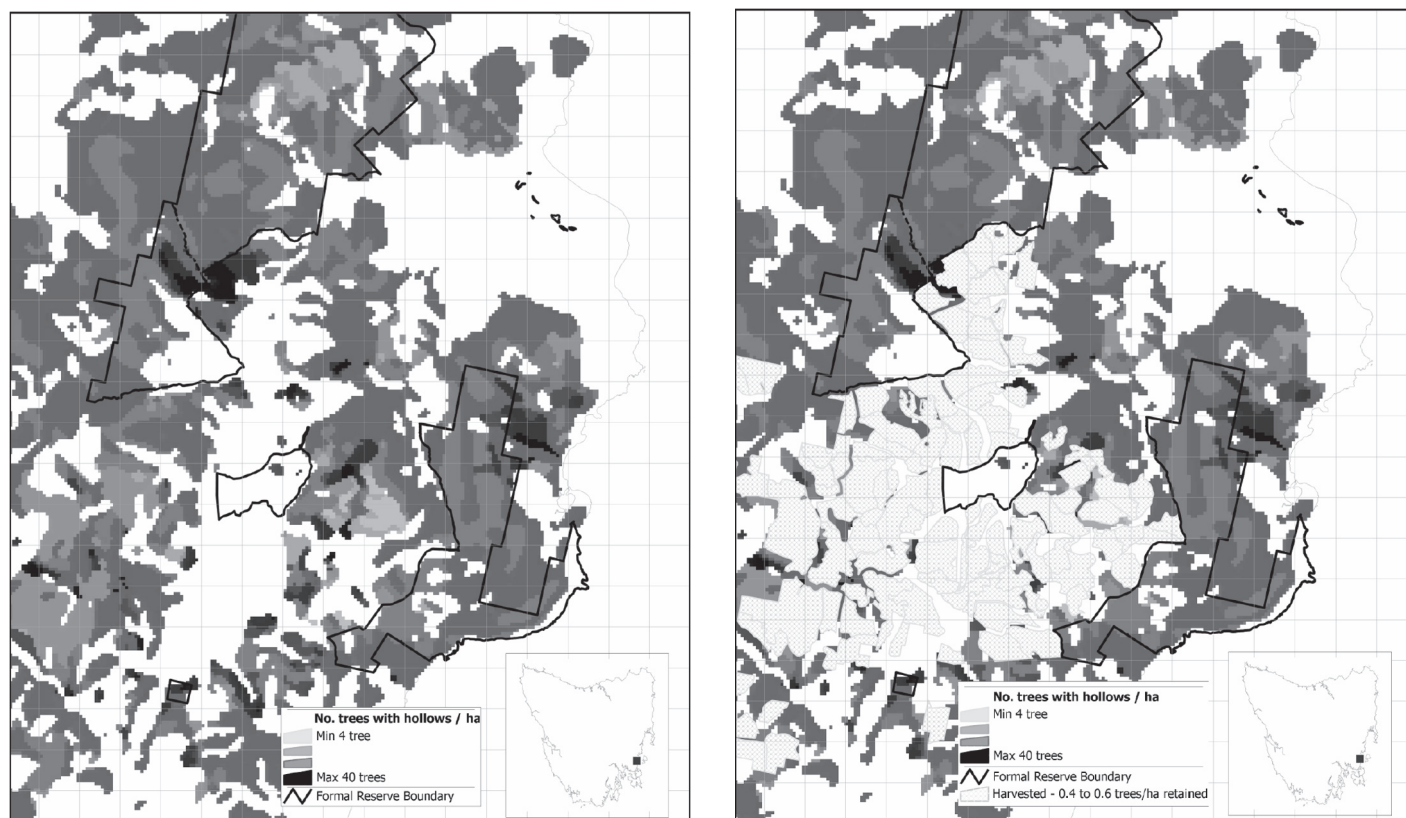 No. trees with hollows / ha
Min 4 tree
Max 40 trees
Formal Reserve Boundary
No. trees with hollows / ha
Min 4 tree
Max 40 trees
Formal Reserve Boundary
Harvested - 0.4 to 0.6 trees/ha retained